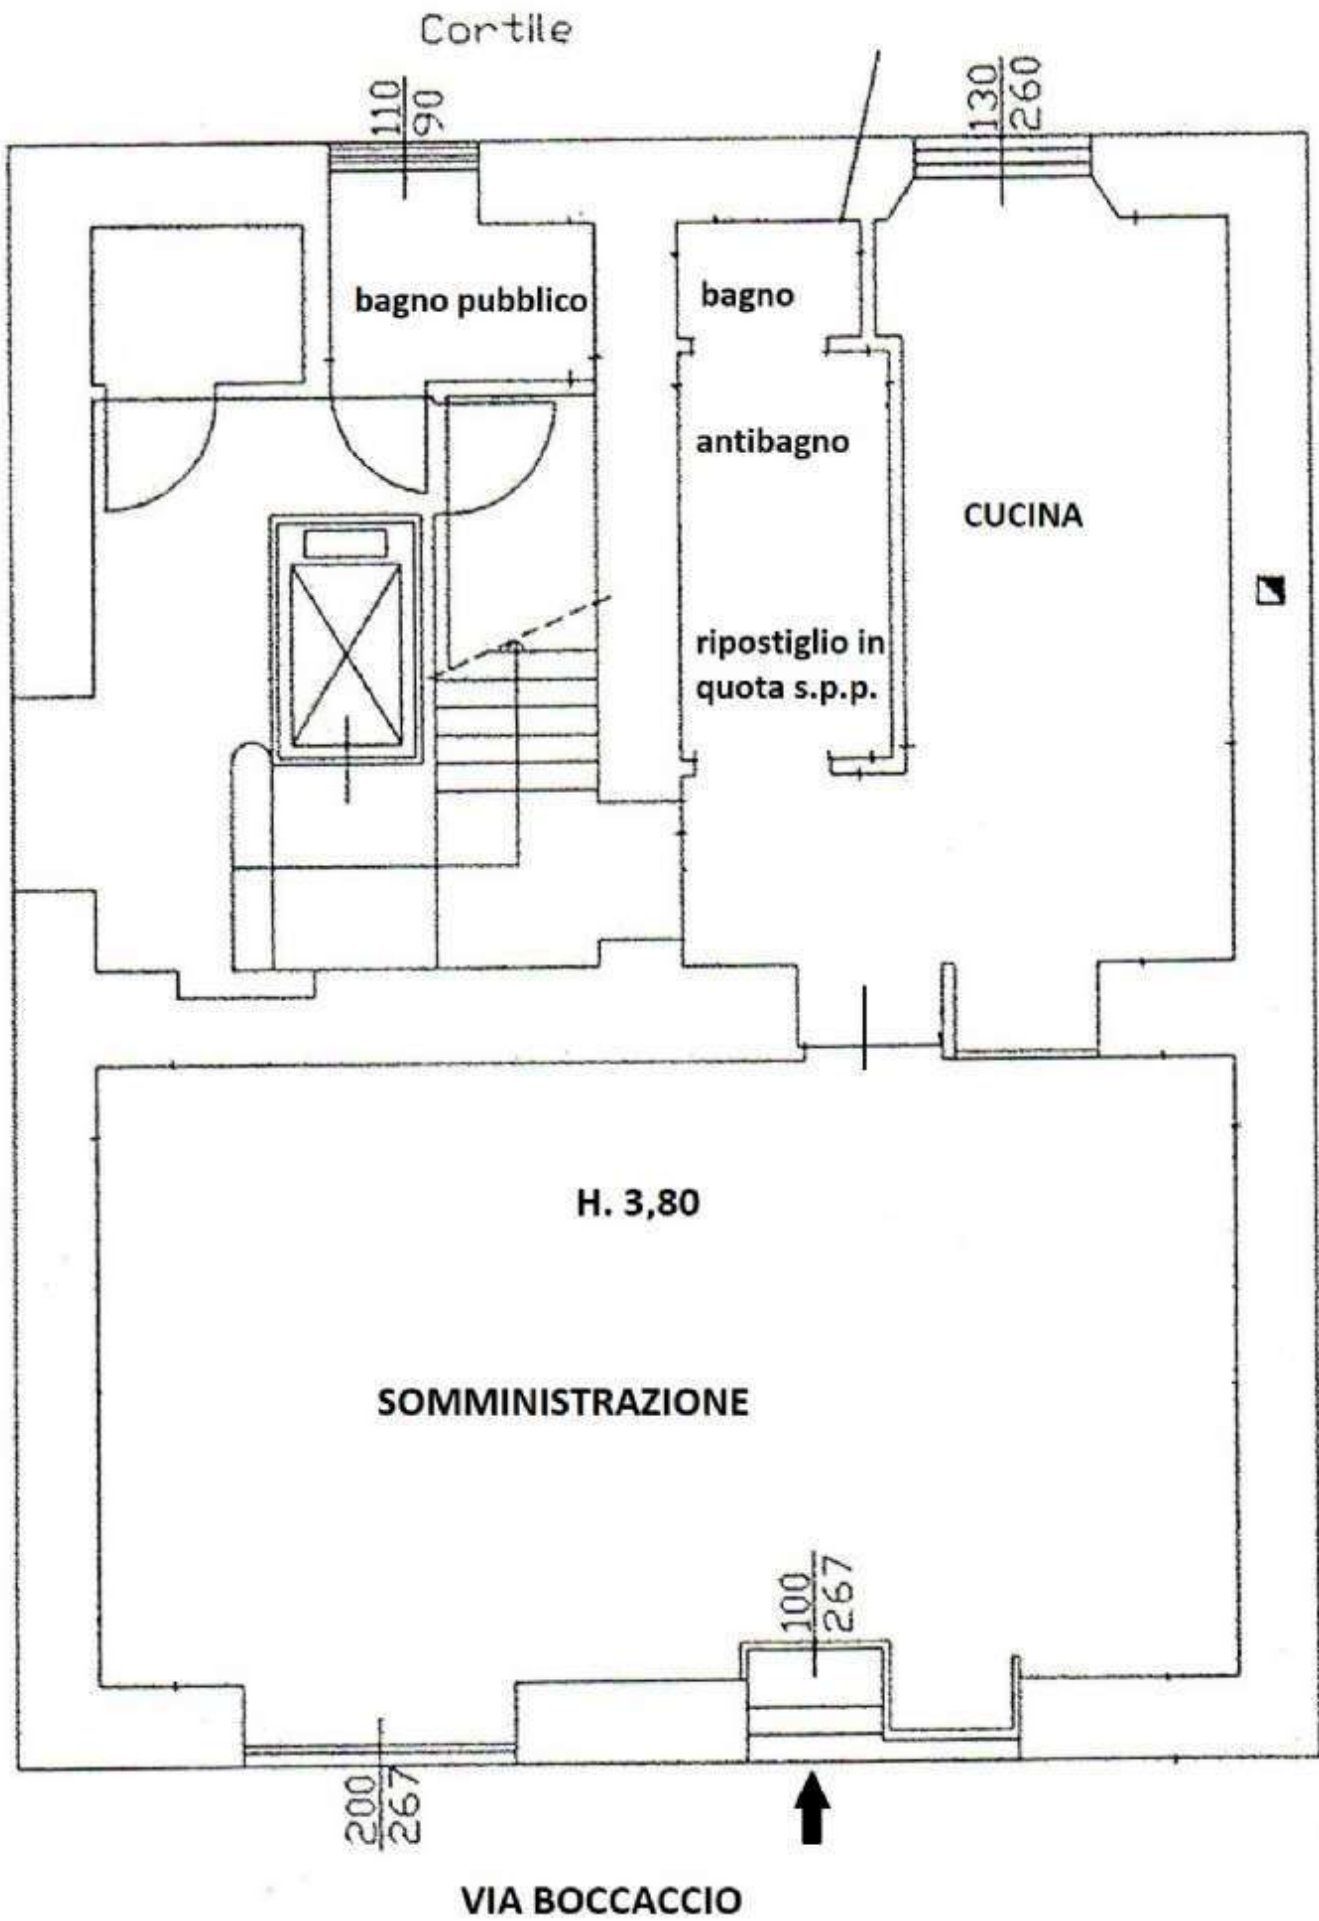 Cortile
110
90
130
260
bagno pubblico
bagno
antibagno
CUCINA
ripostiglio in
quota s.p.p.
H. 3,80
SOMMINISTRAZIONE
100
267
200
267
VIA BOCCACCIO